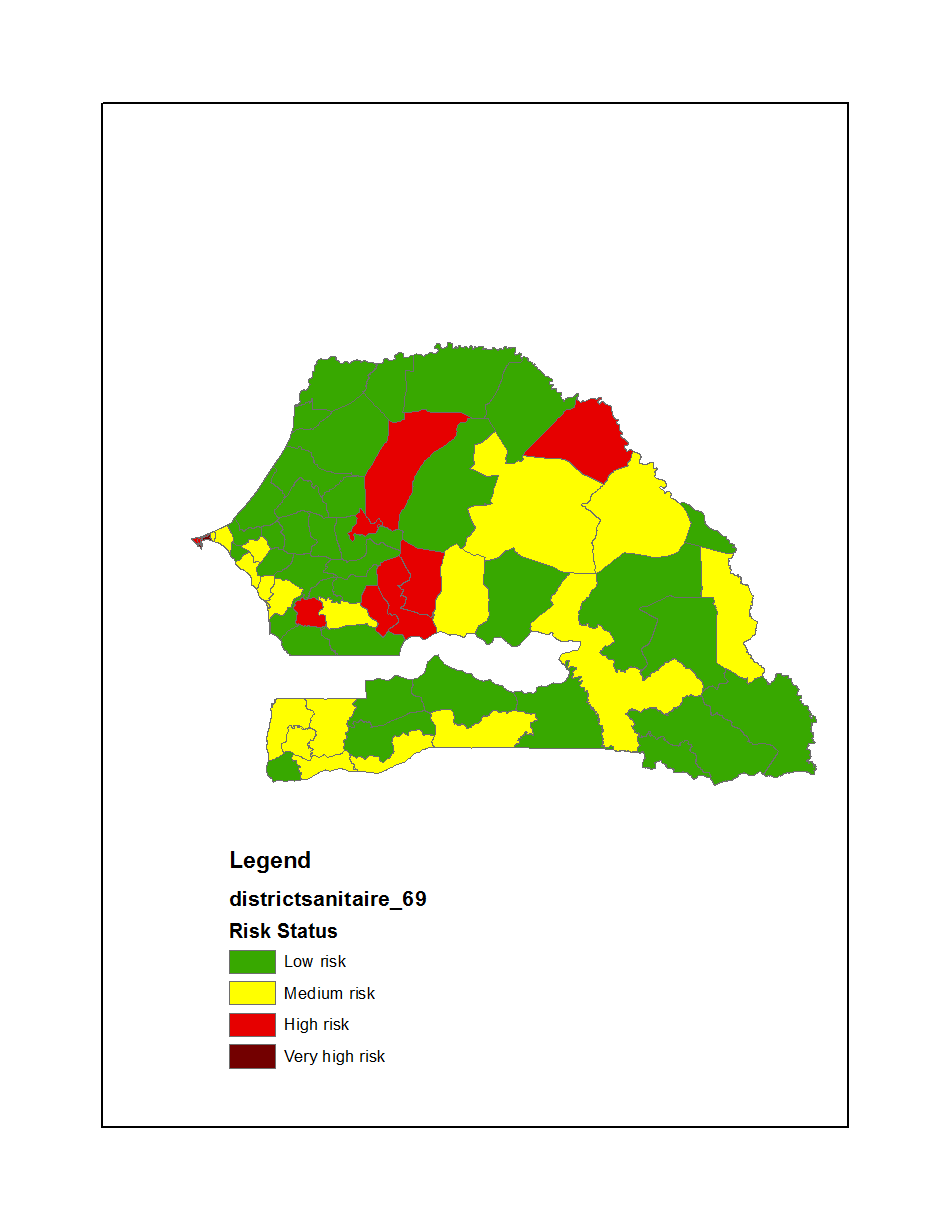 Legend
districtsanitaire_69
Risk Status
Low risk
Medium risk
High risk
Very high risk